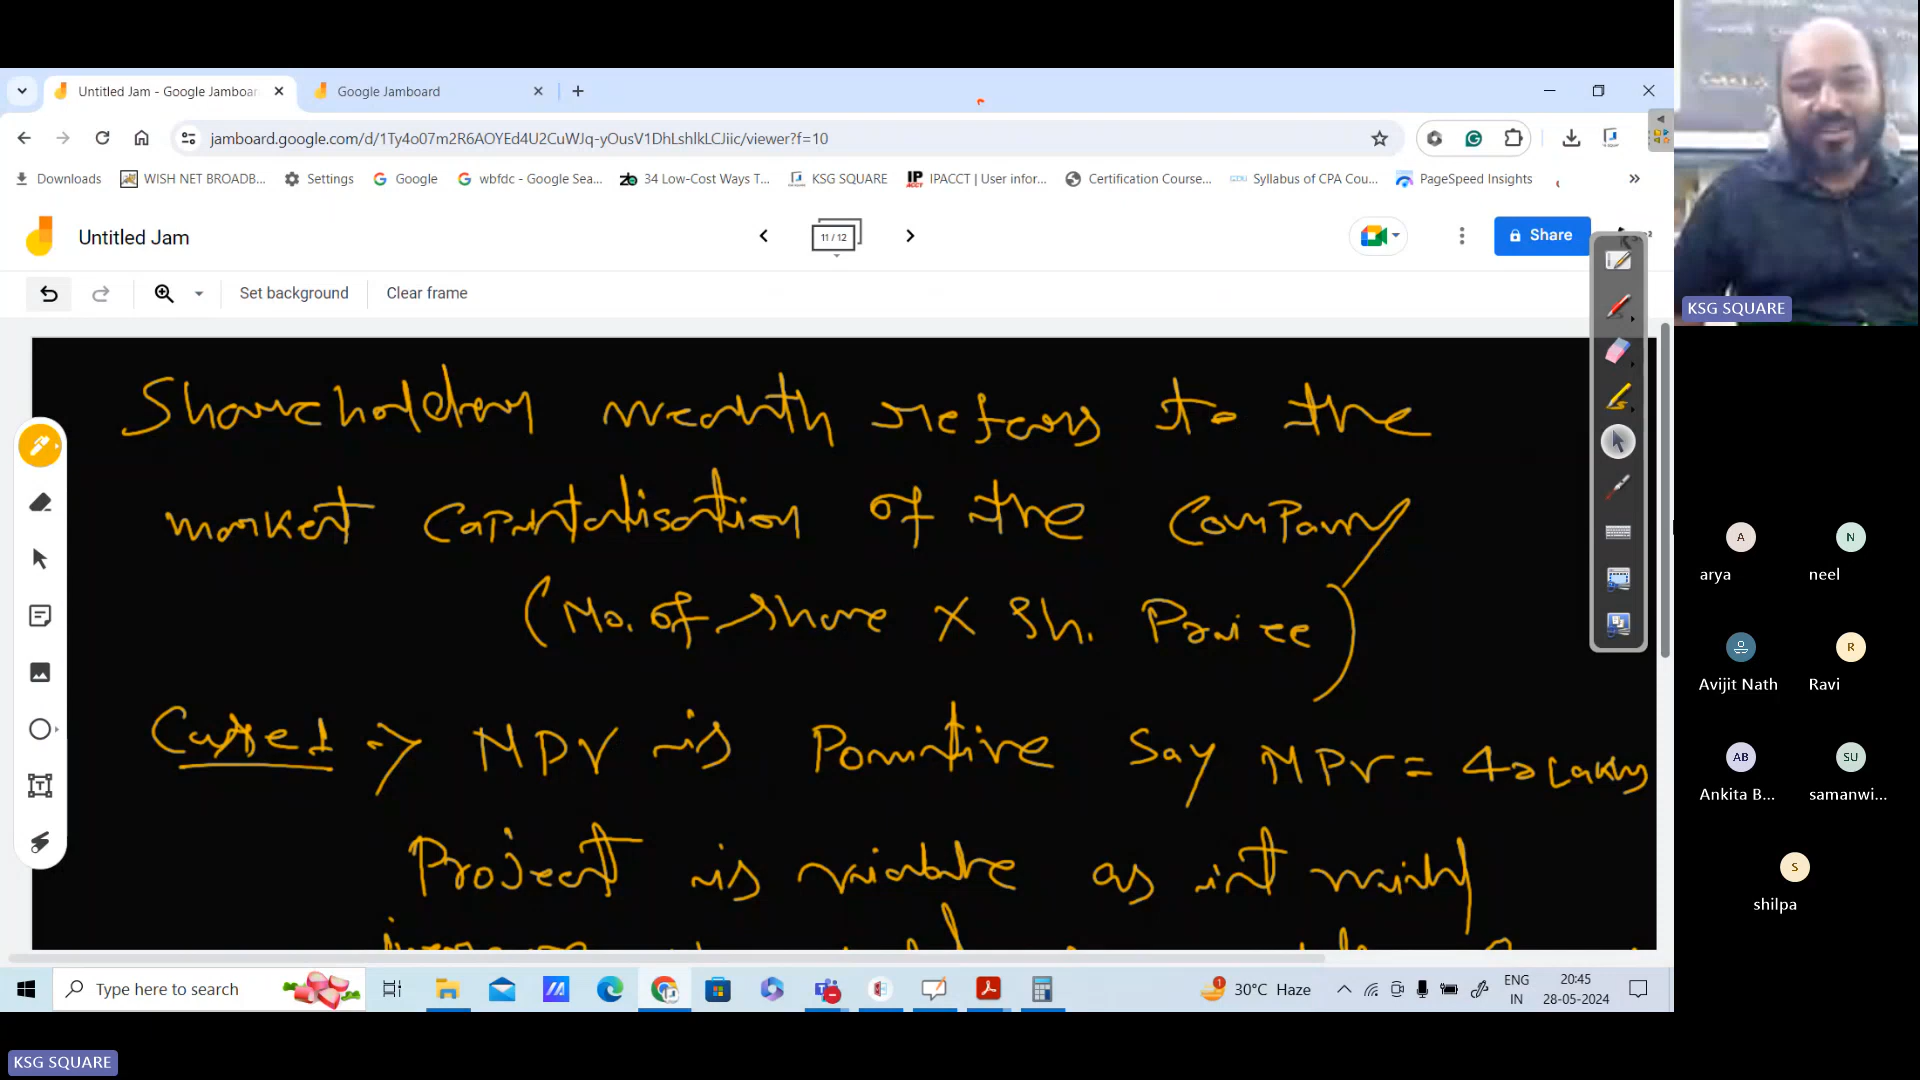 Untitled Jam - Google Jamboar
Google Jamboard
jamboard.google.com/d/1Ty4o07m2R6AOYEd4U2CuWJq-yOusV1DhLshlkLCJiic/viewer?f=10
Downloads
WISH NET BROADB...
Settings
Google
wbfdc - Google Sea...
34 Low-Cost Ways T...
KSG SQUARE
IPACCT | User infor...
Certification Course...
Syllabus of CPA Cou...
PageSpeed Insights
Untitled Jam
11 / 12
Share
Set background
Clear frame
Shareholders wealth refers to the
market capitalisation of the company
(No. of share X Sh. Price)
Case 1 → NPV is Positive Say NPV = 40 Lakhs
Project is viable as it will
KSG SQUARE
A
N
arya
neel
R
Avijit Nath
Ravi
AB
SU
Ankita B...
samanwi...
S
shilpa
Type here to search
1
30°C Haze
ENG
IN
20:45
28-05-2024
KSG SQUARE